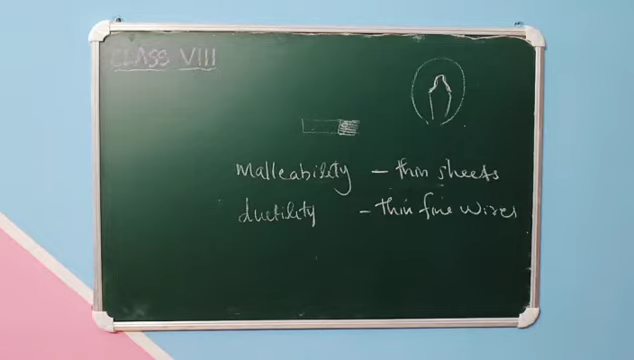 CLASS VIII
Malleability - thin sheets
ductility - thin fine wires